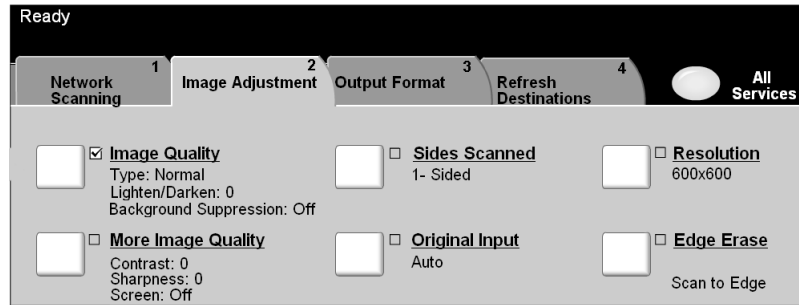 Ready
1
Network
Scanning
2
Image Adjustment
3
Output Format
4
Refresh
Destinations
All
Services
Image Quality
Type: Normal
Lighten/Darken: 0
Background Suppression: Off
Sides Scanned
1- Sided
Resolution
600x600
More Image Quality
Contrast: 0
Sharpness: 0
Screen: Off
Original Input
Auto
Edge Erase
Scan to Edge